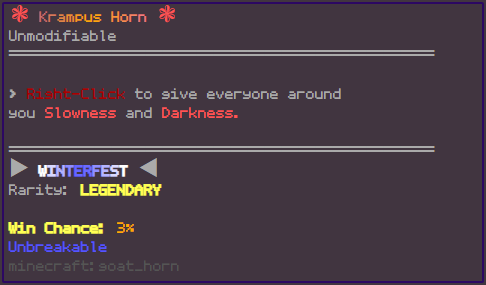 ❃ Krampus Horn ❃
Unmodifiable
> Right-Click to give everyone around
you Slowness and Darkness.
▶ WINTERFEST ◀
Rarity: LEGENDARY
Win Chance: 3%
Unbreakable
minecraft:goat_horn